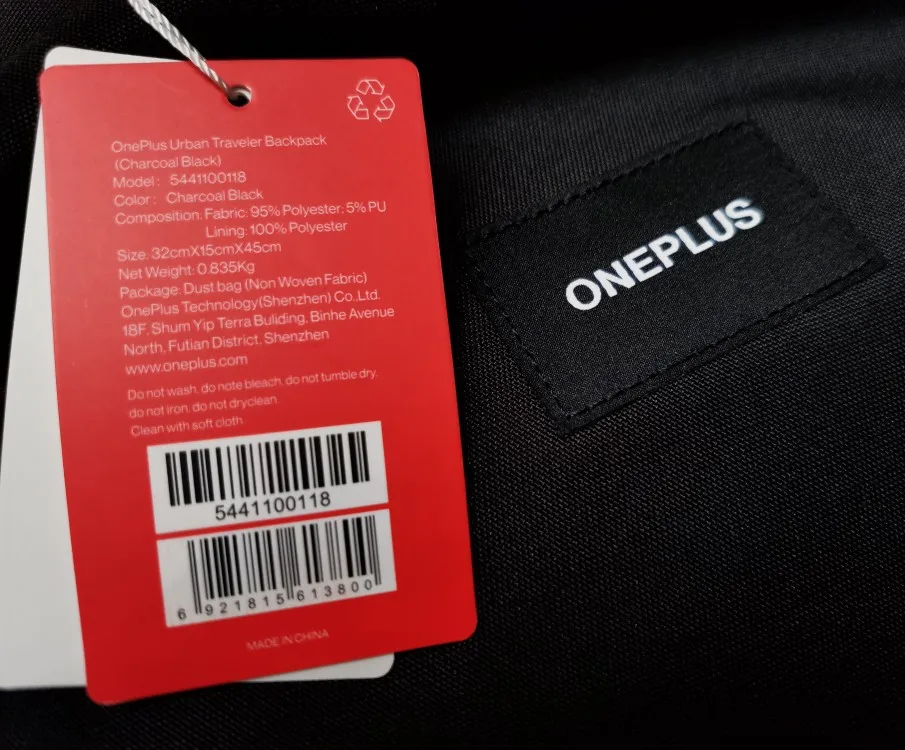 OnePlus Urban Traveler Backpack
(Charcoal Black)
Model: 5441100118
Color: Charcoal Black
Composition: Fabric: 95% Polyester; 5% PU
Lining: 100% Polyester
Size: 32cmX15cmX45cm
Net Weight: 0.835Kg
Package: Dust bag (Non Woven Fabric)
OnePlus Technology(Shenzhen) Co.,Ltd.
18F, Shum Yip Terra Buliding, Binhe Avenue
North, Futian District, Shenzhen
www.oneplus.com
Do not wash, do note bleach, do not tumble dry,
do not iron, do not dryclean.
Clean with soft cloth.
5441100118
6 921815 613800
MADE IN CHINA
ONEPLUS